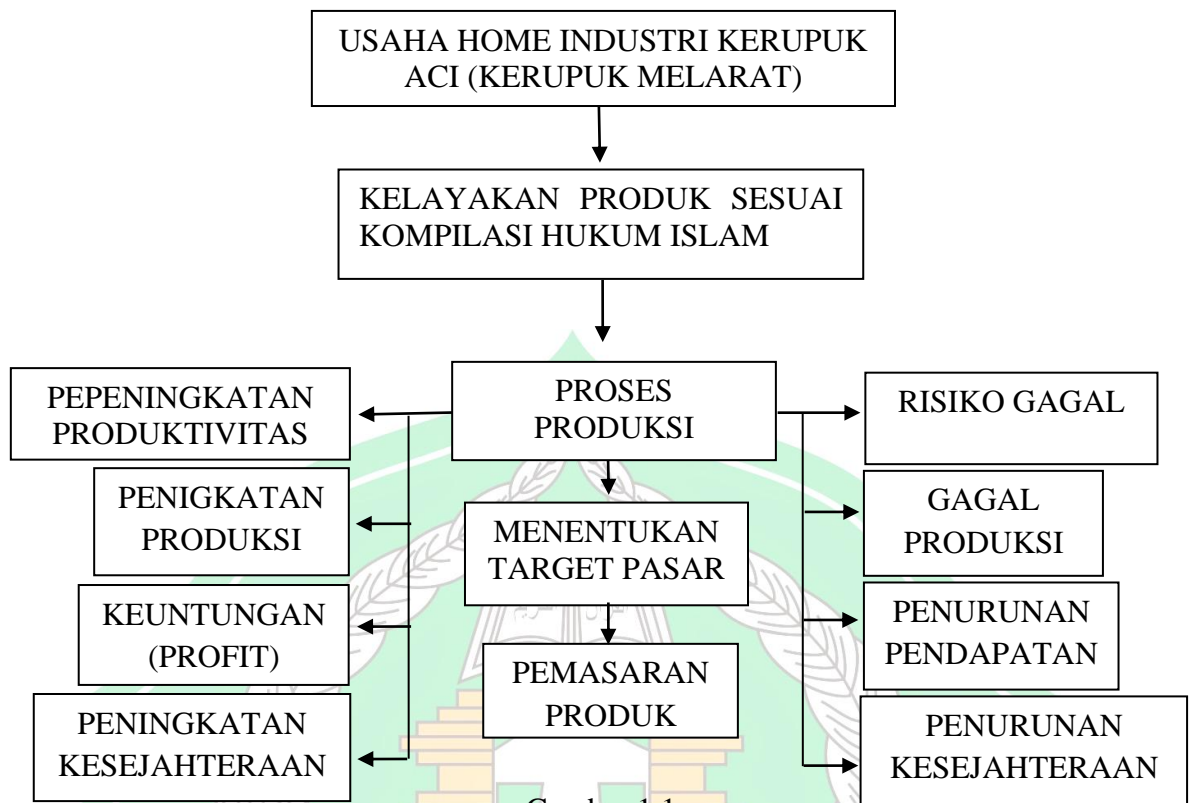 USAHA HOME INDUSTRI KERUPUK
ACI (KERUPUK MELARAT)
KELAYAKAN PRODUK SESUAI
KOMPILASI HUKUM ISLAM
PROSES
PRODUKSI
PEPENINGKATAN
PRODUKTIVITAS
PENIGKATAN
PRODUKSI
KEUNTUNGAN
(PROFIT)
PENINGKATAN
KESEJAHTERAAN
MENENTUKAN
TARGET PASAR
PEMASARAN
PRODUK
RISIKO GAGAL
GAGAL
PRODUKSI
PENURUNAN
PENDAPATAN
PENURUNAN
KESEJAHTERAAN